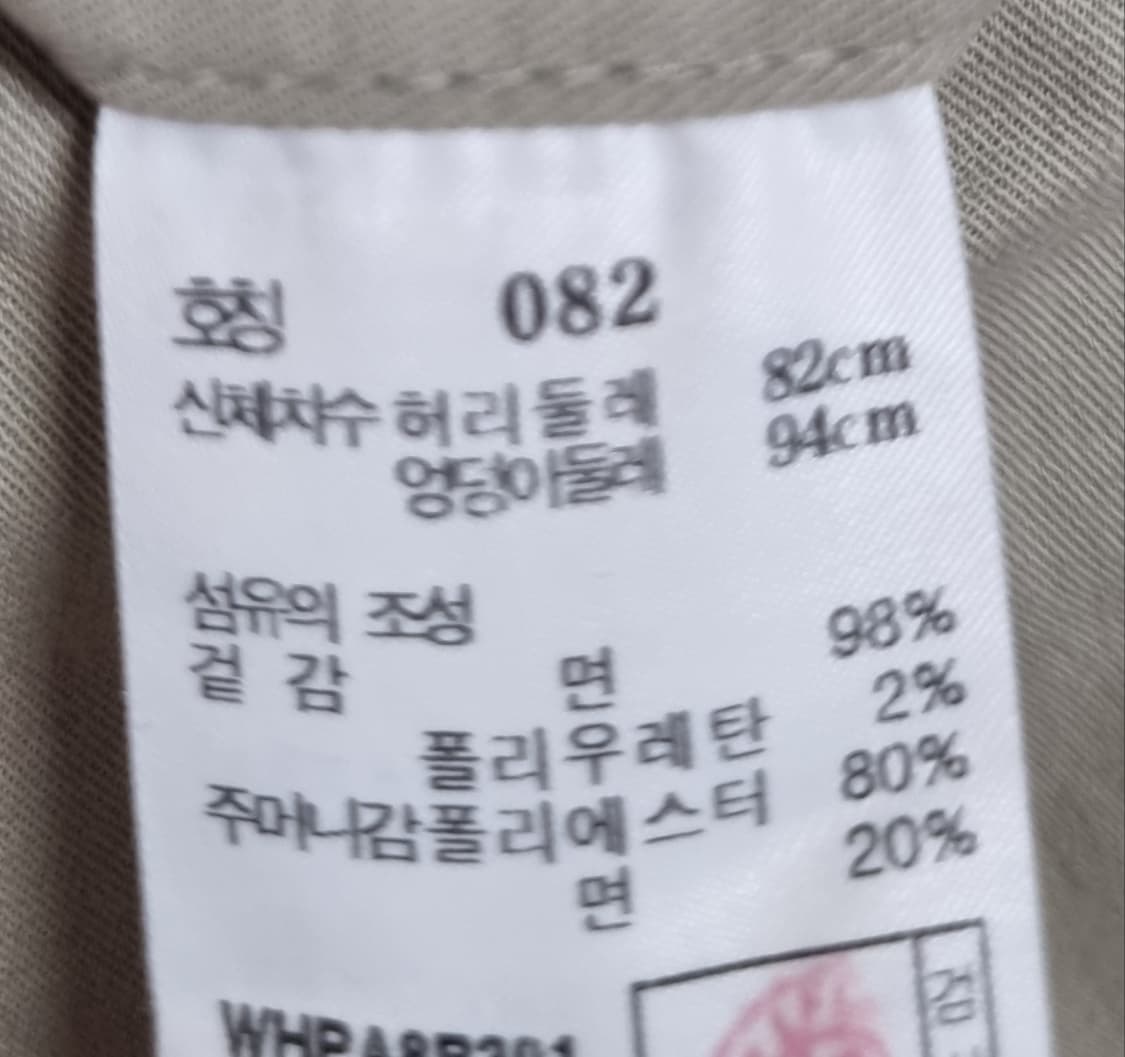 호칭 082
신체치수 허리둘레 82cm
엉덩이둘레 94cm
섬유의 조성
겉 감 면 98%
폴리우레탄 2%
주머니감 폴리에스터 80%
면 20%
검